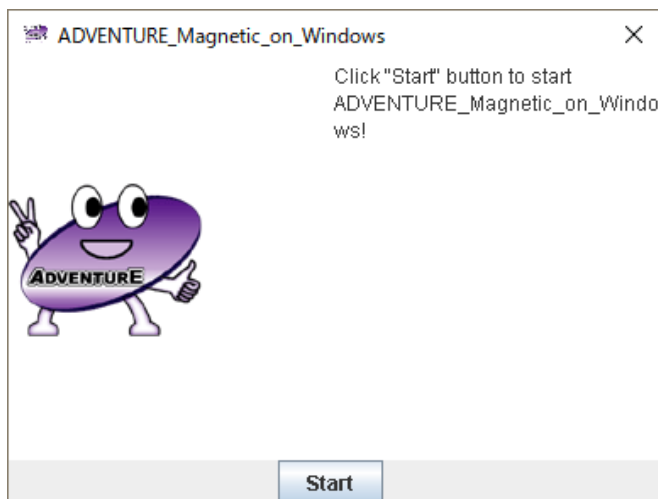 ADVENTURE_Magnetic_on_Windows
Click "Start" button to start
ADVENTURE_Magnetic_on_Windo
ws!
ADVENTURE
Start